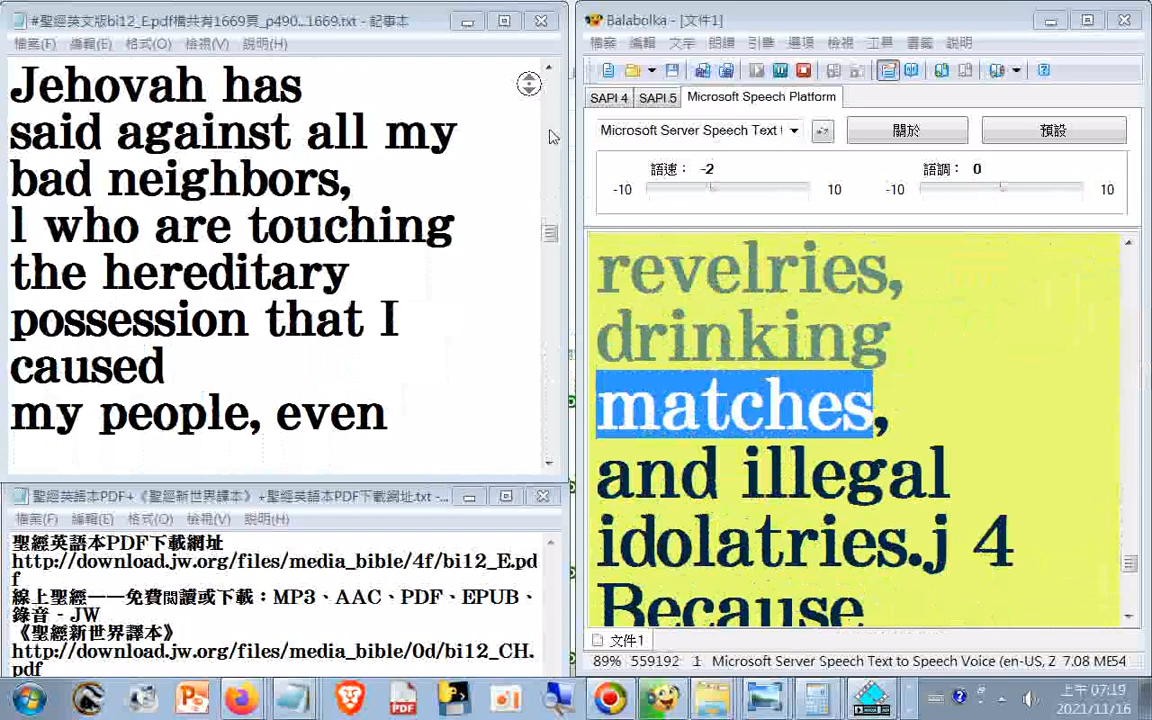 #聖經英文版bi12_E.pdf檔共有1669頁_p490...1669.txt - 記事本
檔案(F) 編輯(E) 格式(O) 檢視(V) 說明(H)
Jehovah has
said against all my
bad neighbors,
l who are touching
the hereditary
possession that I
caused
my people, even
聖經英語本PDF+《聖經新世界譯本》+聖經英語本PDF下載網址.txt -...
檔案(F) 編輯(E) 格式(O) 檢視(V) 說明(H)
聖經英語本PDF下載網址
http://download.jw.org/files/media_bible/4f/bi12_E.pd
f
線上聖經──免費閱讀或下載：MP3、AAC、PDF、EPUB、
錄音 - JW
《聖經新世界譯本》
http://download.jw.org/files/media_bible/0d/bi12_CH.
pdf
Balabolka - [文件1]
檔案 編輯 文字 朗讀 引擎 選項 檢視 工具 書籤 說明
SAPI 4 SAPI 5 Microsoft Speech Platform
Microsoft Server Speech Text
關於 預設
語速： -2 語調： 0
-10 10 -10 10
revelries,
drinking
matches,
and illegal
idolatries.j 4
Because
文件1
89% 559192 1 Microsoft Server Speech Text to Speech Voice (en-US, Z 7.08 ME54
PDF
上午 07:19
2021/11/16